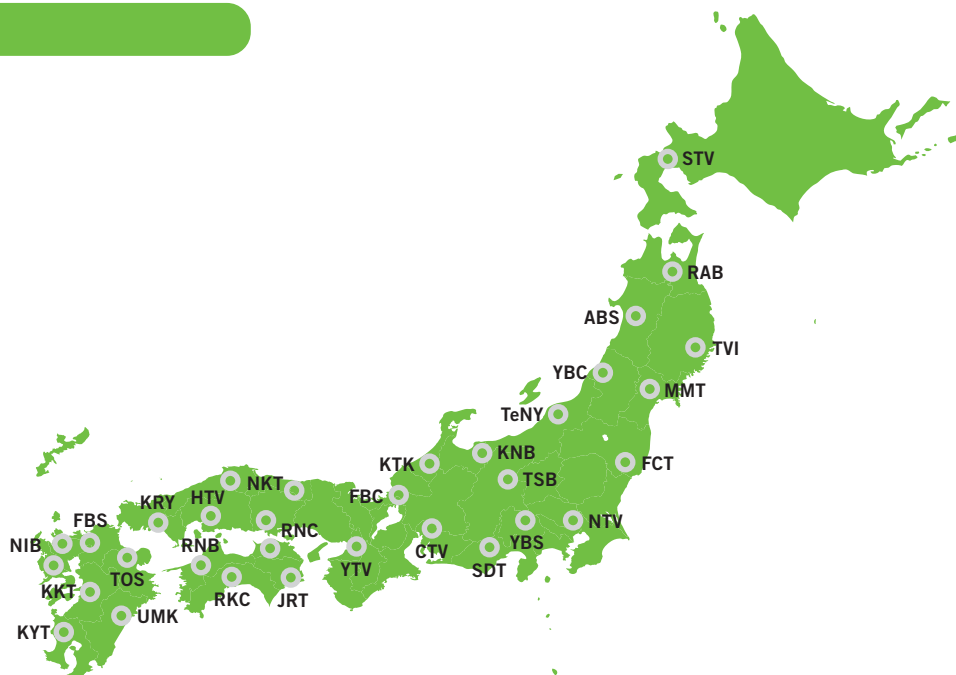 STV
RAB
ABS
TVI
YBC
MMT
TeNY
KNB
KTK
FCT
TSB
NKT
FBC
HTV
KRY
FBS
NTV
RNC
NIB
RNB
YBS
CTV
YTV
SDT
TOS
KKT
RKC
JRT
UMK
KYT